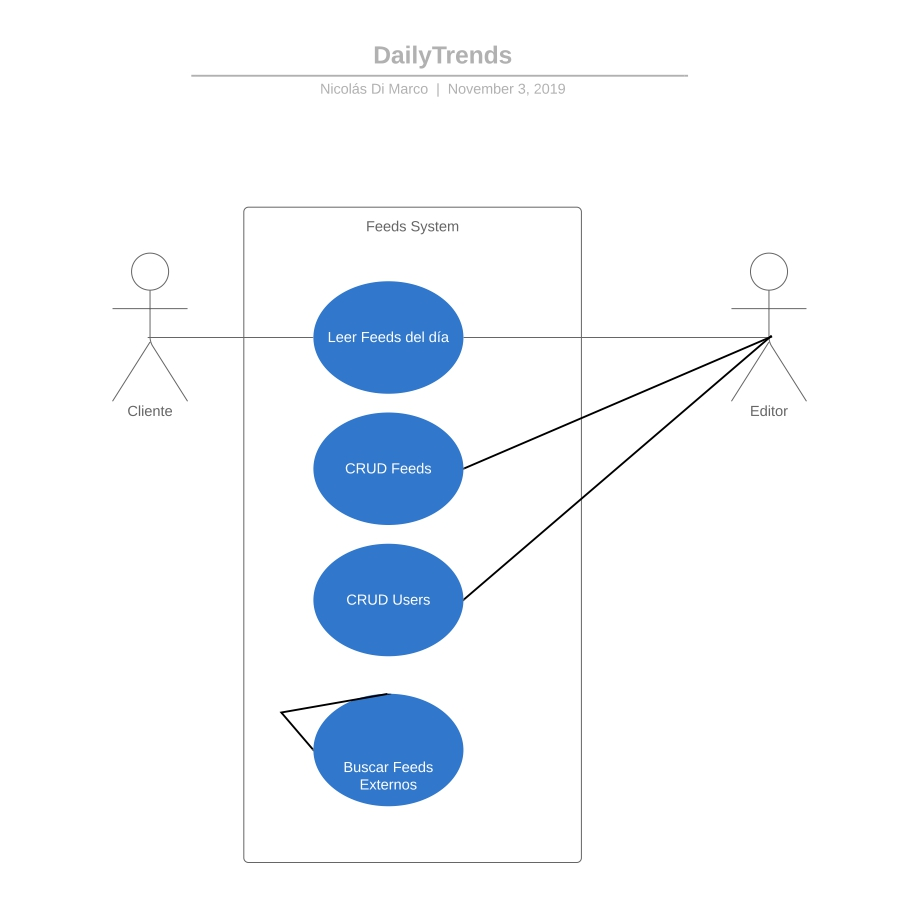 DailyTrends
Nicolás Di Marco | November 3, 2019
Feeds System
Leer Feeds del día
Cliente
Editor
CRUD Feeds
CRUD Users
Buscar Feeds
Externos